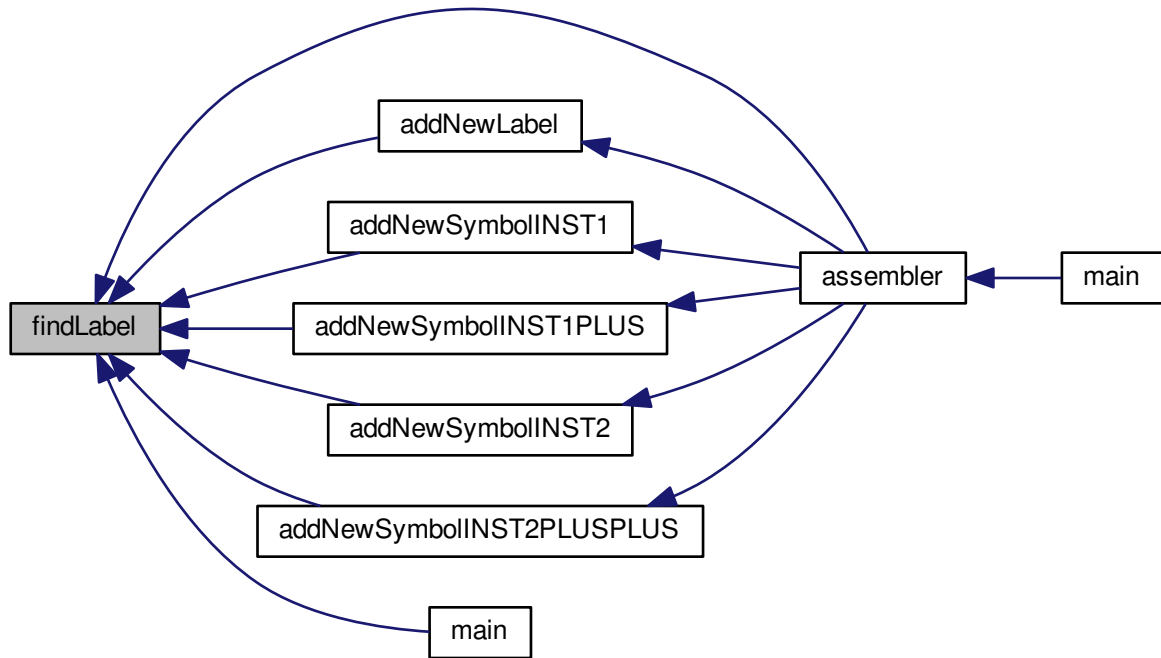 addNewLabel
addNewSymbolINST1
assembler
main
findLabel
addNewSymbolINST1PLUS
addNewSymbolINST2
addNewSymbolINST2PLUSPLUS
main